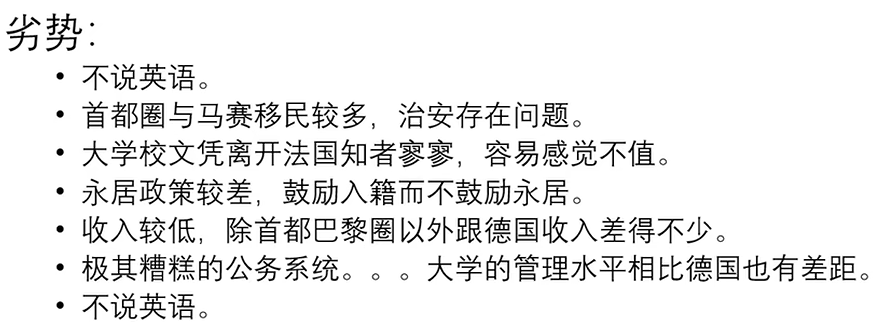 劣势：
• 不说英语。
• 首都圈与马赛移民较多，治安存在问题。
• 大学校文凭离开法国知者寥寥，容易感觉不值。
• 永居政策较差，鼓励入籍而不鼓励永居。
• 收入较低，除首都巴黎圈以外跟德国收入差得不少。
• 极其糟糕的公务系统。。。大学的管理水平相比德国也有差距。
• 不说英语。